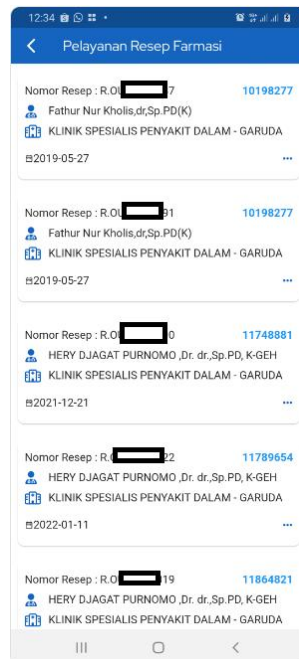 12:34
Pelayanan Resep Farmasi
Nomor Resep : R.OU 7 10198277
Fathur Nur Kholis,dr,Sp.PD(K)
KLINIK SPESIALIS PENYAKIT DALAM - GARUDA
2019-05-27 ...
Nomor Resep : R.OU 91 10198277
Fathur Nur Kholis,dr,Sp.PD(K)
KLINIK SPESIALIS PENYAKIT DALAM - GARUDA
2019-05-27 ...
Nomor Resep : R.OU 0 11748881
HERY DJAGAT PURNOMO ,Dr. dr.,Sp.PD, K-GEH
KLINIK SPESIALIS PENYAKIT DALAM - GARUDA
2021-12-21 ...
Nomor Resep : R. 22 11789654
HERY DJAGAT PURNOMO ,Dr. dr.,Sp.PD, K-GEH
KLINIK SPESIALIS PENYAKIT DALAM - GARUDA
2022-01-11 ...
Nomor Resep : R.O 19 11864821
HERY DJAGAT PURNOMO ,Dr. dr.,Sp.PD, K-GEH
KLINIK SPESIALIS PENYAKIT DALAM - GARUDA